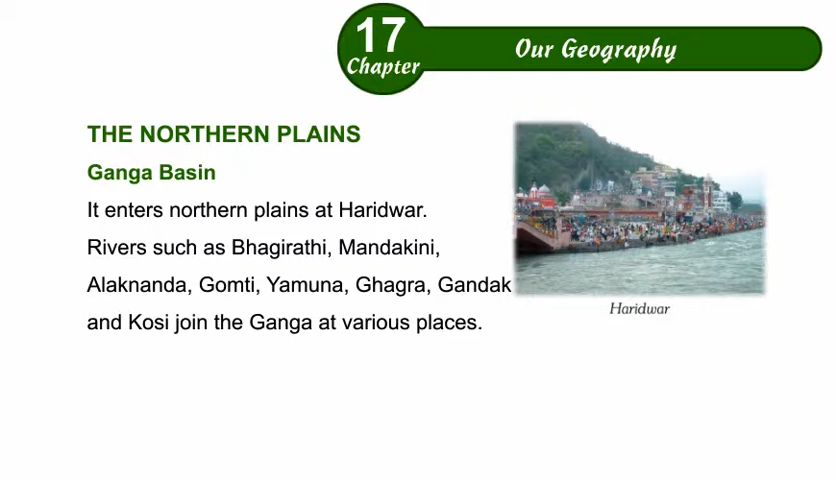 17
Chapter
Our Geography
THE NORTHERN PLAINS
Ganga Basin
It enters northern plains at Haridwar.
Rivers such as Bhagirathi, Mandakini,
Alaknanda, Gomti, Yamuna, Ghagra, Gandak
and Kosi join the Ganga at various places.
Haridwar